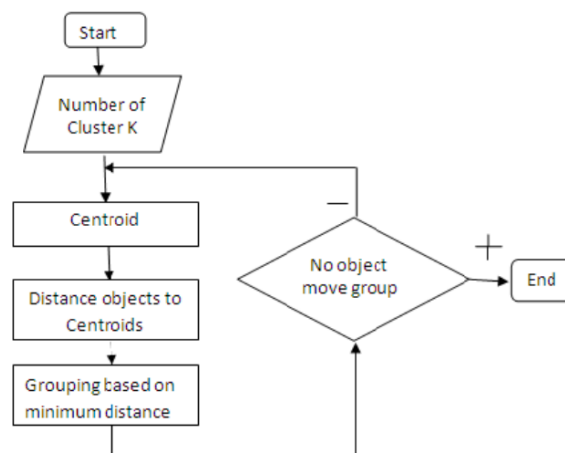 Start
Number of
Cluster K
Centroid
Distance objects to
Centroids
Grouping based on
minimum distance
No object
move group
−
+
End